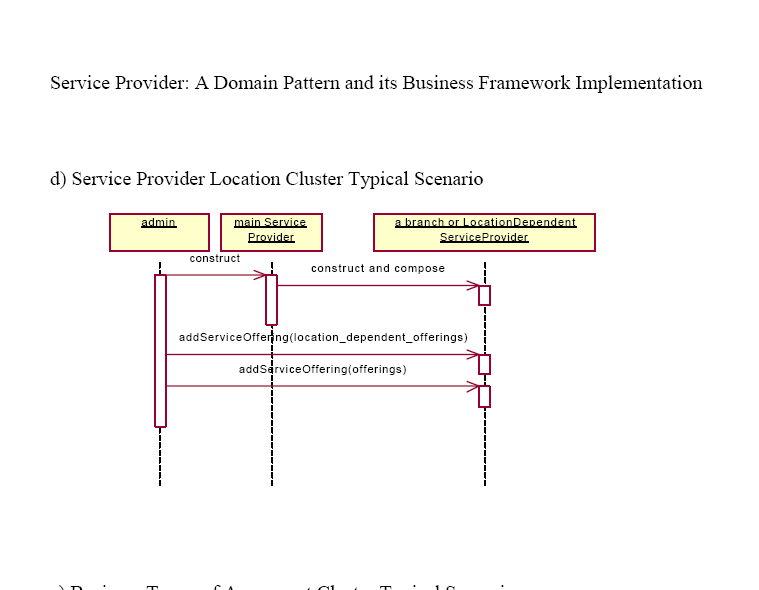 Service Provider: A Domain Pattern and its Business Framework Implementation
d) Service Provider Location Cluster Typical Scenario
admin
main Service
Provider
a branch or LocationDependent
ServiceProvider
construct
construct and compose
addServiceOffering(location_dependent_offerings)
addServiceOffering(offerings)